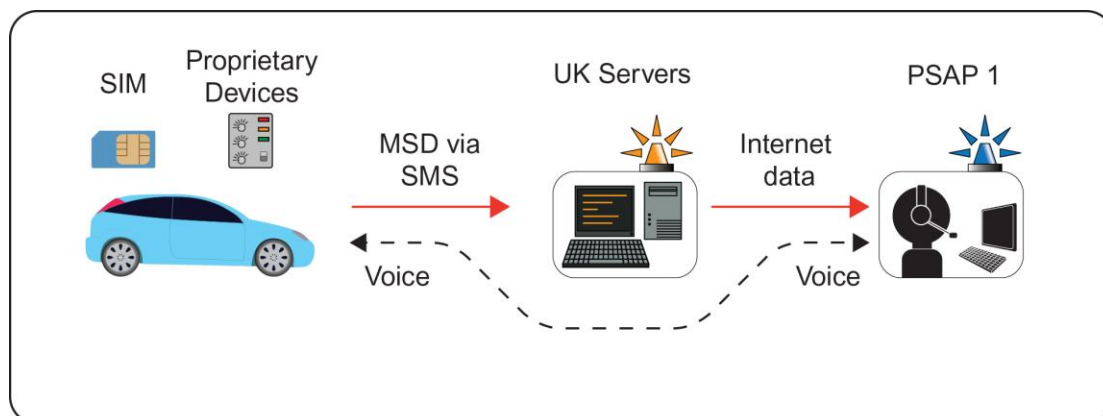 SIM
Proprietary
Devices
UK Servers
PSAP 1
MSD via
SMS
Internet
data
Voice
Voice